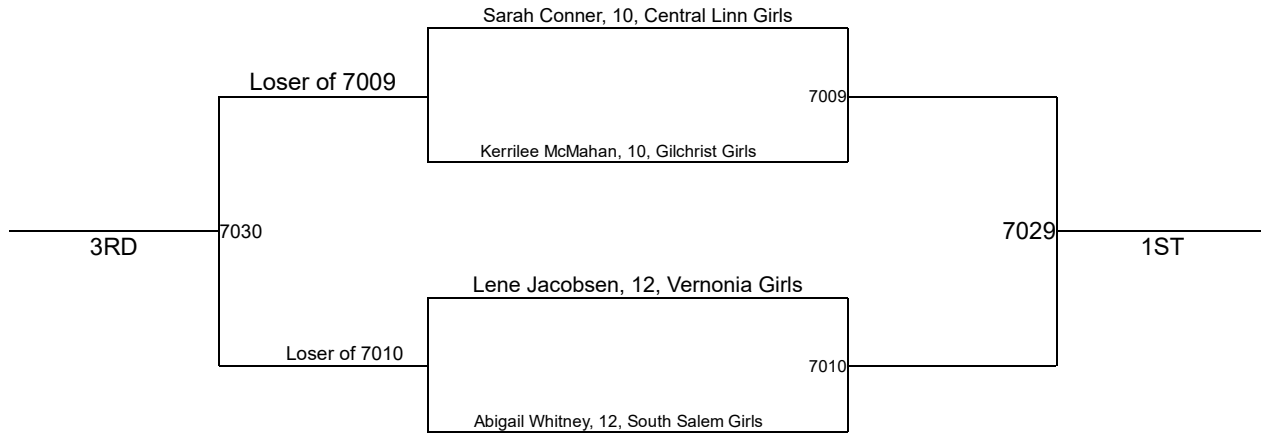 Sarah Conner, 10, Central Linn Girls
Loser of 7009
7009
Kerrilee McMahan, 10, Gilchrist Girls
7030
3RD
7029
1ST
Lene Jacobsen, 12, Vernonia Girls
Loser of 7010
7010
Abigail Whitney, 12, South Salem Girls